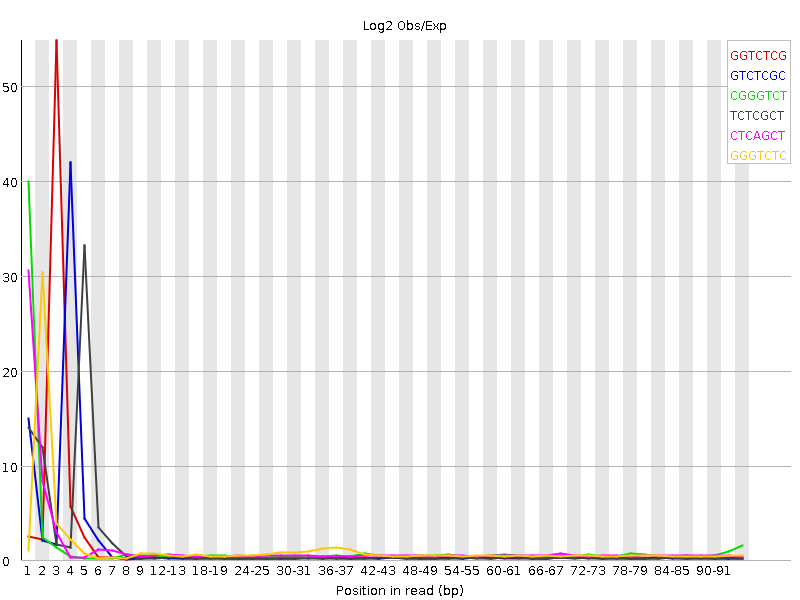 Log2 Obs/Exp
GGTCTCG
GTCTCGC
CGGGTCT
TCTCGCT
CTCAGCT
GGGTCTC
50
40
30
20
10
0
1 2 3 4 5 6 7 8 9 12-13 18-19 24-25 30-31 36-37 42-43 48-49 54-55 60-61 66-67 72-73 78-79 84-85 90-91
Position in read (bp)